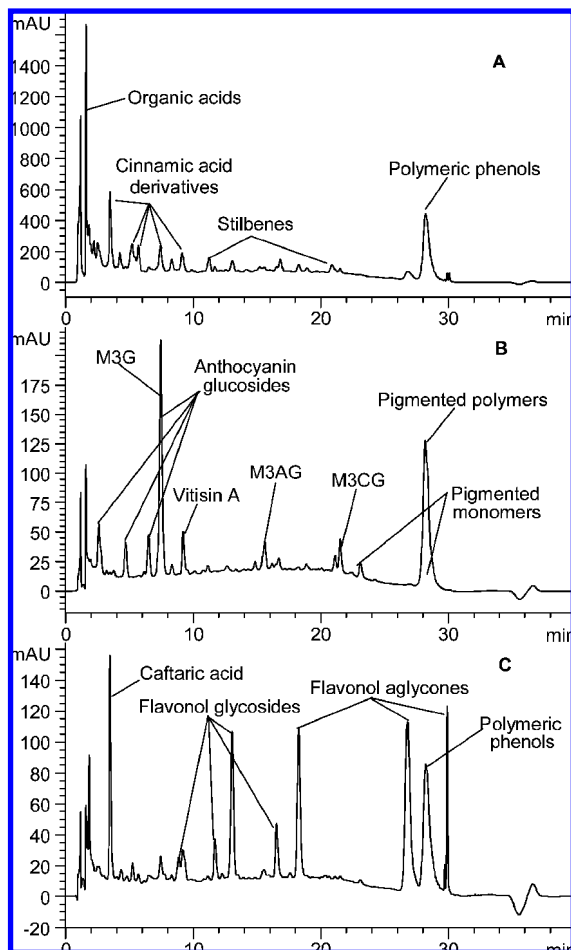 mAU
A
1400
Organic acids
1200
1000
Cinnamic acid
derivatives
Polymeric phenols
800
600
Stilbenes
400
200
0
0
10
20
30
min
mAU
B
M3G
Anthocyanin
glucosides
175
150
Pigmented polymers
125
100
M3AG
M3CG
Vitisin A
Pigmented
monomers
75
50
25
0
0
10
20
30
min
mAU
C
140
Caftaric acid
Flavonol aglycones
120
Flavonol glycosides
Polymeric
phenols
100
80
60
40
20
0
-20
0
10
20
30
min